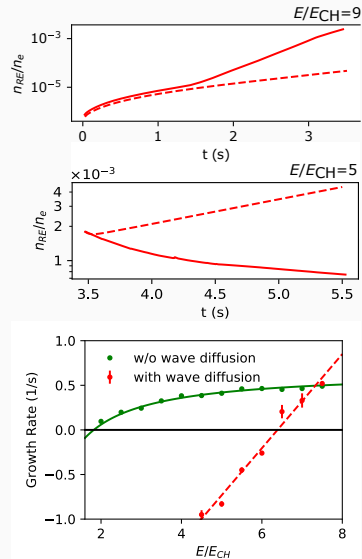 E/E_CH=9
10⁻³
10⁻⁵
n_RE/n_e
0 1 2 3
t (s)
×10⁻³
E/E_CH=5
4
3
2
1
n_RE/n_e
3.5 4.0 4.5 5.0 5.5
t (s)
1.0
0.5
0.0
−0.5
−1.0
Growth Rate (1/s)
w/o wave diffusion
with wave diffusion
2 4 6 8
E/E_CH